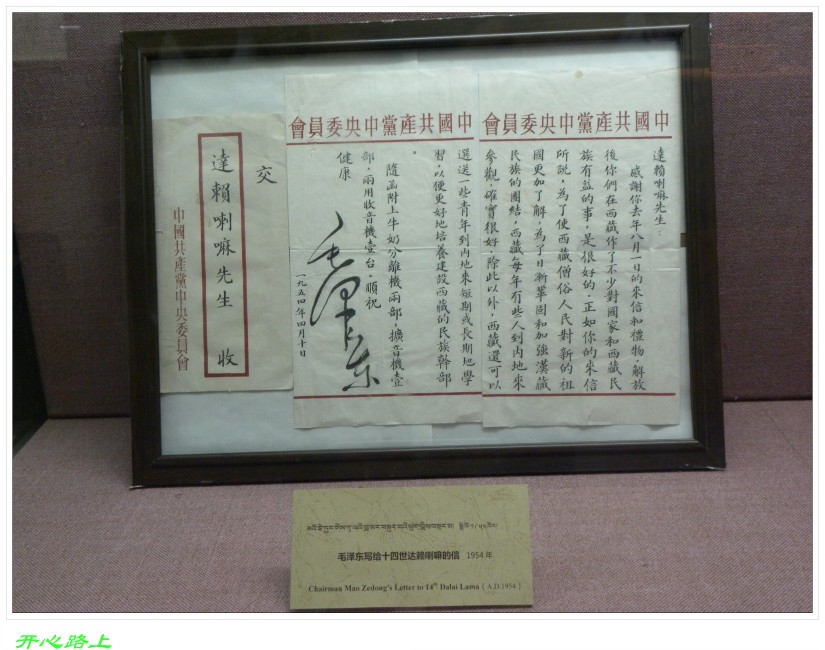 中國共產黨中央委員會
達賴喇嘛先生：
感謝你去年八月一日的來信和禮物，解放
後你們在西藏作了不少對國家和西藏民
族有益的事，是很好的。正如你的來信
所說，為了使西藏僧俗人民對新的祖
國更加了解，為了日漸鞏固和加強漢藏
民族的團結，西藏每年有些人到內地來
參觀，確實很好。除此以外，西藏還可以
中國共產黨中央委員會
選送一些青年到內地來短期或長期地學
習，以便更好地培養建設西藏的民族幹部
隨函附上牛奶分離機兩部，擴音機壹
部，兩用收音機壹台。順祝
健康
毛澤東
一九五四年四月十日
交
達賴喇嘛先生 收
中國共產黨中央委員會
毛泽东写给十四世达赖喇嘛的信 1954 年
Chairman Mao Zedong's Letter to 14th Dalai Lama ( A.D.1954 )
开心路上